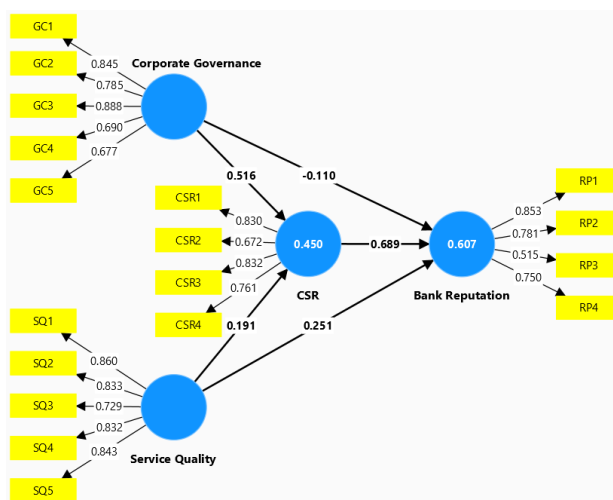 GC1
GC2
GC3
GC4
GC5
0.845
0.785
0.888
0.690
0.677
Corporate Governance
0.516
-0.110
CSR1
CSR2
CSR3
CSR4
0.830
0.672
0.832
0.761
0.450
CSR
0.689
0.607
Bank Reputation
0.853
0.781
0.515
0.750
RP1
RP2
RP3
RP4
0.191
0.251
SQ1
SQ2
SQ3
SQ4
SQ5
0.860
0.833
0.729
0.832
0.843
Service Quality